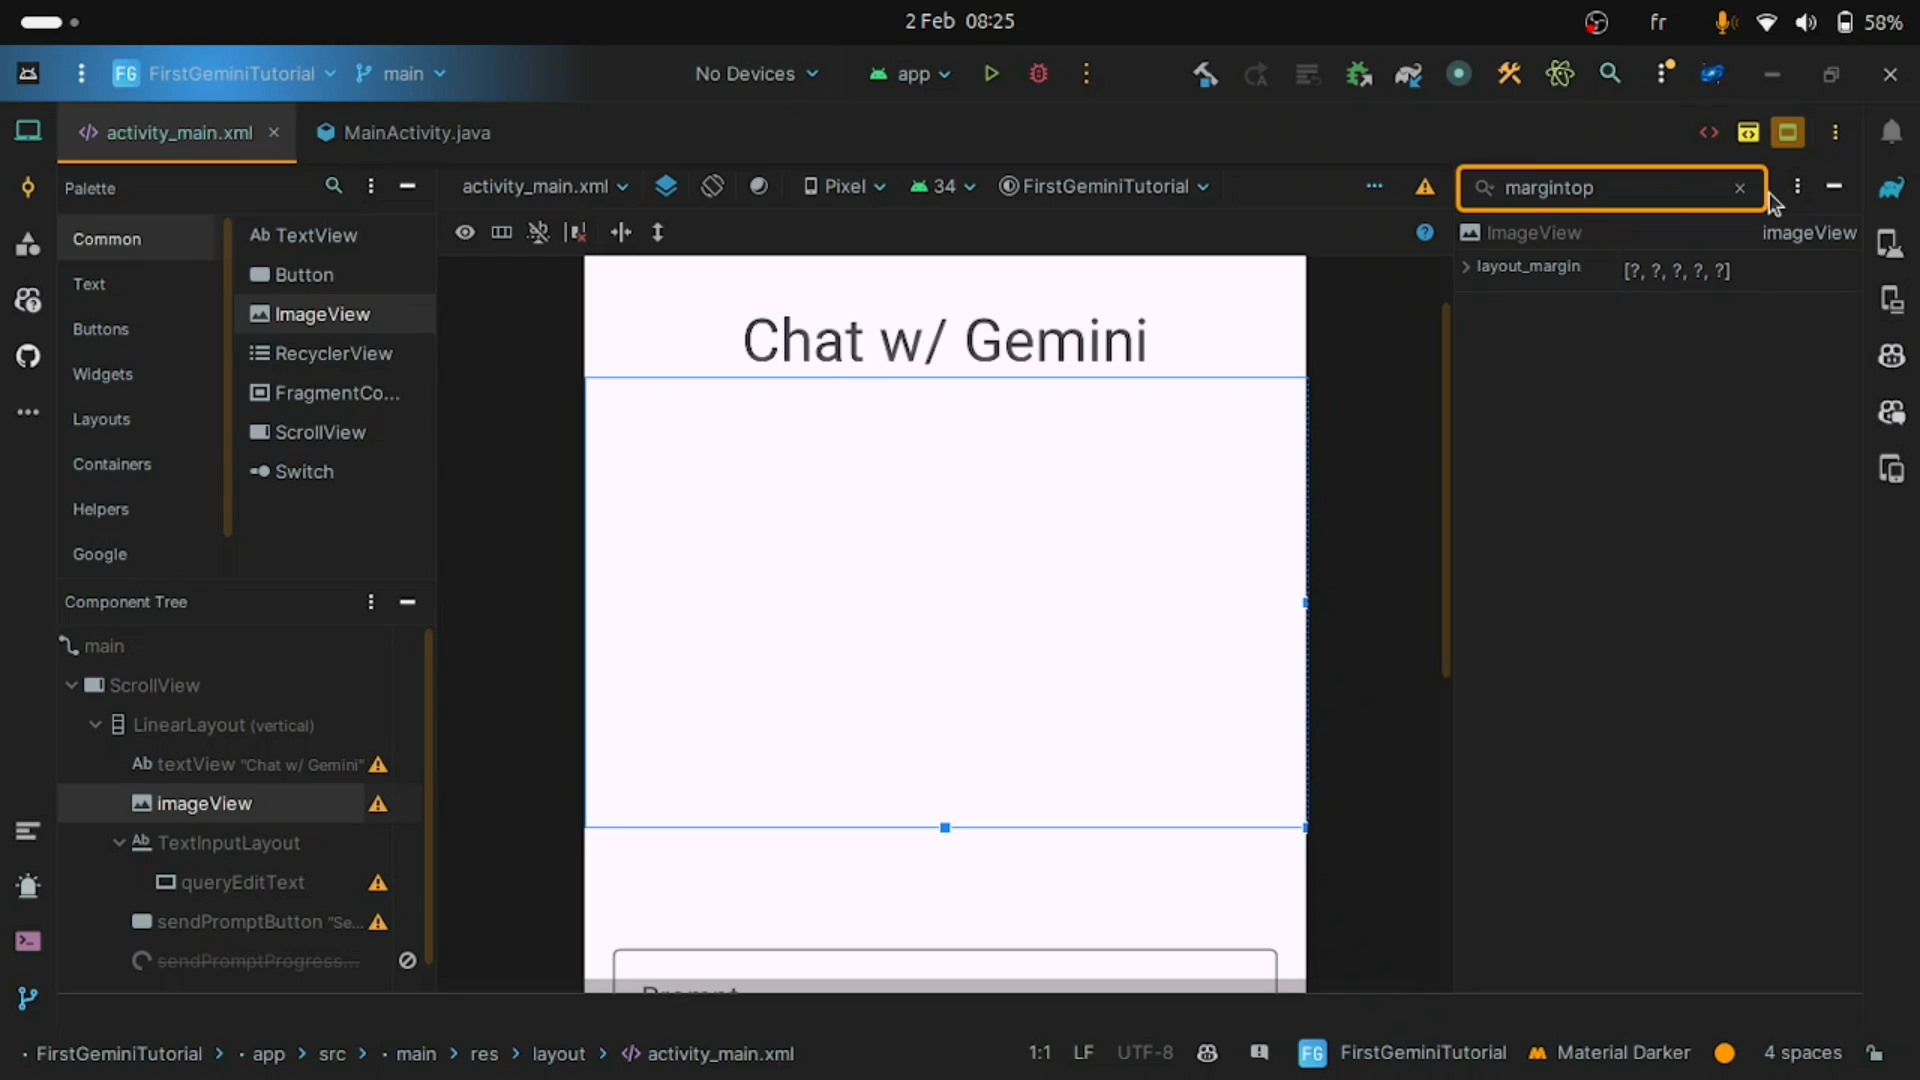 2 Feb 08:25
fr
58%
FG FirstGeminiTutorial
main
No Devices
app
activity_main.xml
MainActivity.java
Palette
Common
Text
Buttons
Widgets
Layouts
Containers
Helpers
Google
Ab TextView
Button
ImageView
RecyclerView
FragmentCo...
ScrollView
Switch
Component Tree
main
ScrollView
LinearLayout (vertical)
Ab textView "Chat w/ Gemini"
imageView
Ab TextInputLayout
queryEditText
sendPromptButton "Se...
sendPromptProgress...
activity_main.xml
Pixel
34
FirstGeminiTutorial
Chat w/ Gemini
Prompt
margintop
ImageView
imageView
layout_margin
[?, ?, ?, ?, ?]
FirstGeminiTutorial > app > src > main > res > layout > activity_main.xml
1:1
LF
UTF-8
FG FirstGeminiTutorial
Material Darker
4 spaces